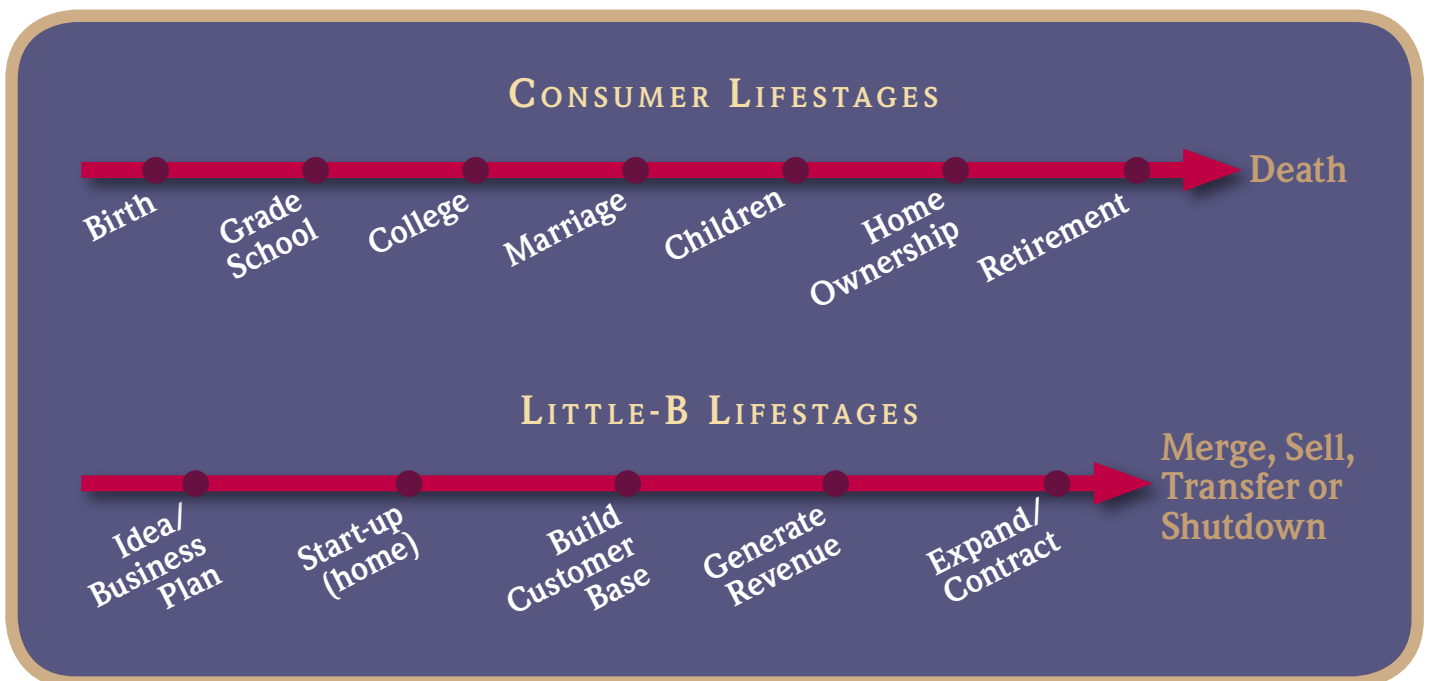 Consumer Lifestages
Birth
Grade
School
College
Marriage
Children
Home
Ownership
Retirement
Death
Little-B Lifestages
Idea/
Business
Plan
Start-up
(home)
Build
Customer
Base
Generate
Revenue
Expand/
Contract
Merge, Sell,
Transfer or
Shutdown